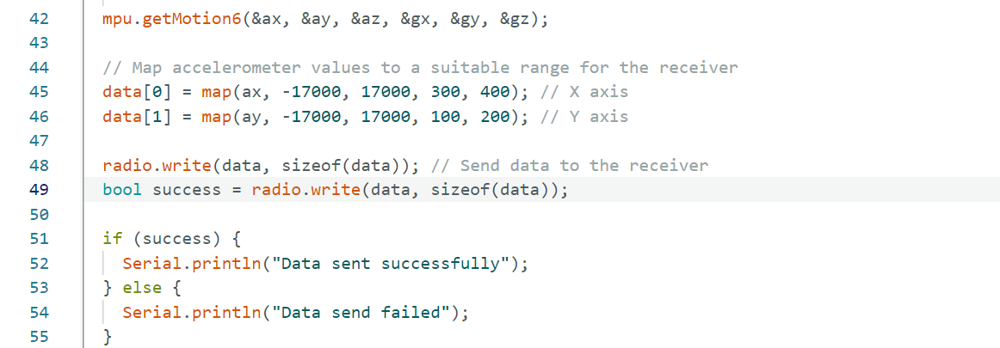 42 mpu.getMotion6(&ax, &ay, &az, &gx, &gy, &gz);
43
44 // Map accelerometer values to a suitable range for the receiver
45 data[0] = map(ax, -17000, 17000, 300, 400); // X axis
46 data[1] = map(ay, -17000, 17000, 100, 200); // Y axis
47
48 radio.write(data, sizeof(data)); // Send data to the receiver
49 bool success = radio.write(data, sizeof(data));
50
51 if (success) {
52 Serial.println("Data sent successfully");
53 } else {
54 Serial.println("Data send failed");
55 }